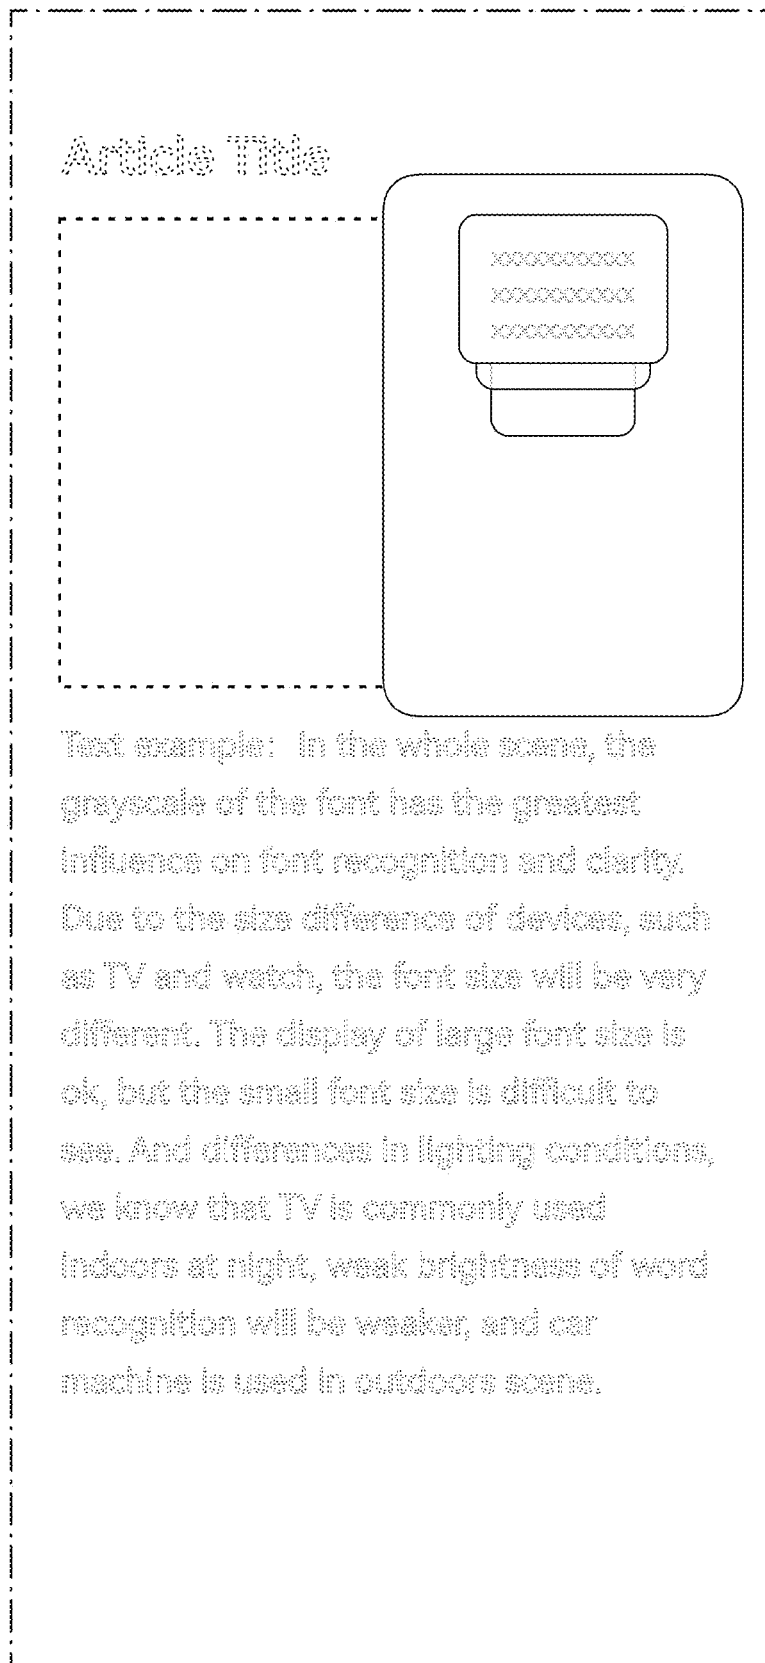 Article Title
XXXXXXXXXXXX
XXXXXXXXXXXX
XXXXXXXXXXXX
Text example: In the whole scene, the
grayscale of the font has the greatest
influence on font recognition and clarity.
Due to the size difference of devices, such
as TV and watch, the font size will be very
different. The display of large font size is
ok, but the small font size is difficult to
see. And differences in lighting conditions,
we know that TV is commonly used
indoors at night, weak brightness of word
recognition will be weaker, and car
machine is used in outdoors scene.